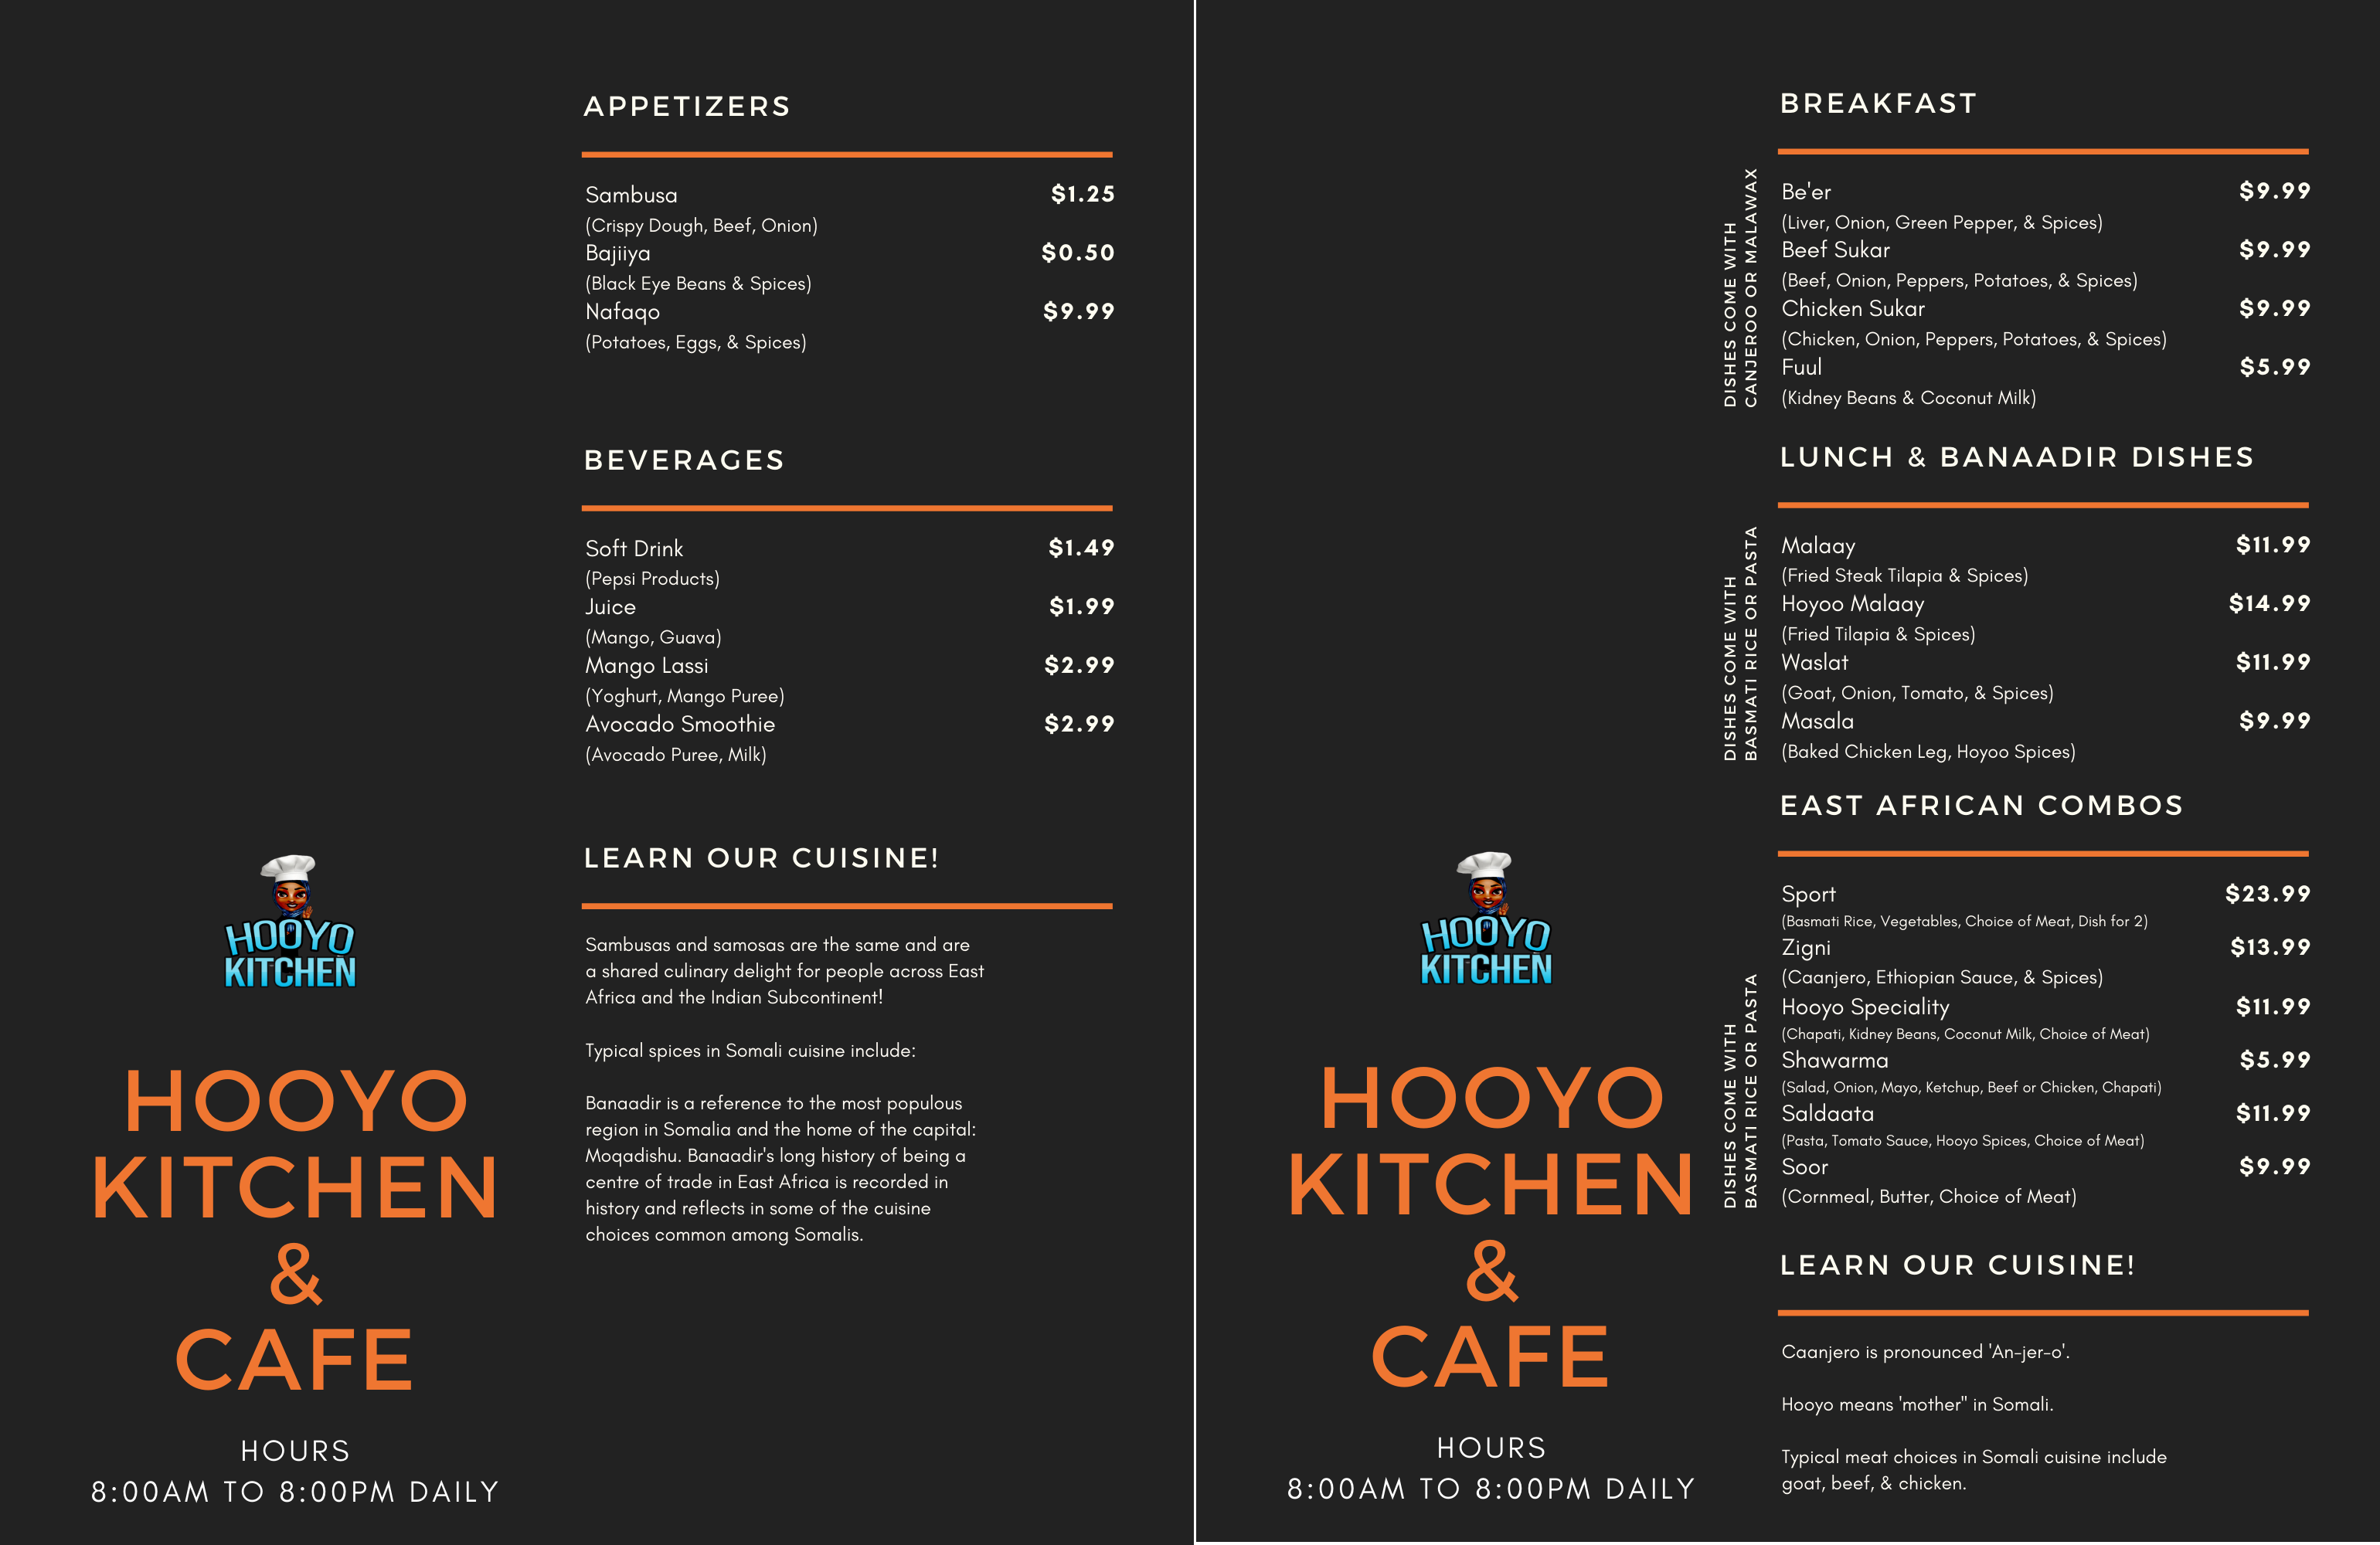 APPETIZERS
Sambusa $1.25
(Crispy Dough, Beef, Onion)
Bajiiya $0.50
(Black Eye Beans & Spices)
Nafaqo $9.99
(Potatoes, Eggs, & Spices)
BEVERAGES
Soft Drink $1.49
(Pepsi Products)
Juice $1.99
(Mango, Guava)
Mango Lassi $2.99
(Yoghurt, Mango Puree)
Avocado Smoothie $2.99
(Avocado Puree, Milk)
LEARN OUR CUISINE!
Sambusas and samosas are the same and are
a shared culinary delight for people across East
Africa and the Indian Subcontinent!
Typical spices in Somali cuisine include:
Banaadir is a reference to the most populous
region in Somalia and the home of the capital:
Moqadishu. Banaadir's long history of being a
centre of trade in East Africa is recorded in
history and reflects in some of the cuisine
choices common among Somalis.
HOOYO
KITCHEN
HOOYO
KITCHEN
&
CAFE
HOURS
8:00AM TO 8:00PM DAILY
BREAKFAST
DISHES COME WITH
CANJEROO OR MALAWAX
Be'er $9.99
(Liver, Onion, Green Pepper, & Spices)
Beef Sukar $9.99
(Beef, Onion, Peppers, Potatoes, & Spices)
Chicken Sukar $9.99
(Chicken, Onion, Peppers, Potatoes, & Spices)
Fuul $5.99
(Kidney Beans & Coconut Milk)
LUNCH & BANAADIR DISHES
DISHES COME WITH
BASMATI RICE OR PASTA
Malaay $11.99
(Fried Steak Tilapia & Spices)
Hoyoo Malaay $14.99
(Fried Tilapia & Spices)
Waslat $11.99
(Goat, Onion, Tomato, & Spices)
Masala $9.99
(Baked Chicken Leg, Hoyoo Spices)
EAST AFRICAN COMBOS
DISHES COME WITH
BASMATI RICE OR PASTA
Sport $23.99
(Basmati Rice, Vegetables, Choice of Meat, Dish for 2)
Zigni $13.99
(Caanjero, Ethiopian Sauce, & Spices)
Hooyo Speciality $11.99
(Chapati, Kidney Beans, Coconut Milk, Choice of Meat)
Shawarma $5.99
(Salad, Onion, Mayo, Ketchup, Beef or Chicken, Chapati)
Saldaata $11.99
(Pasta, Tomato Sauce, Hooyo Spices, Choice of Meat)
Soor $9.99
(Cornmeal, Butter, Choice of Meat)
LEARN OUR CUISINE!
Caanjero is pronounced 'An-jer-o'.
Hooyo means 'mother" in Somali.
Typical meat choices in Somali cuisine include
goat, beef, & chicken.
HOOYO
KITCHEN
HOOYO
KITCHEN
&
CAFE
HOURS
8:00AM TO 8:00PM DAILY